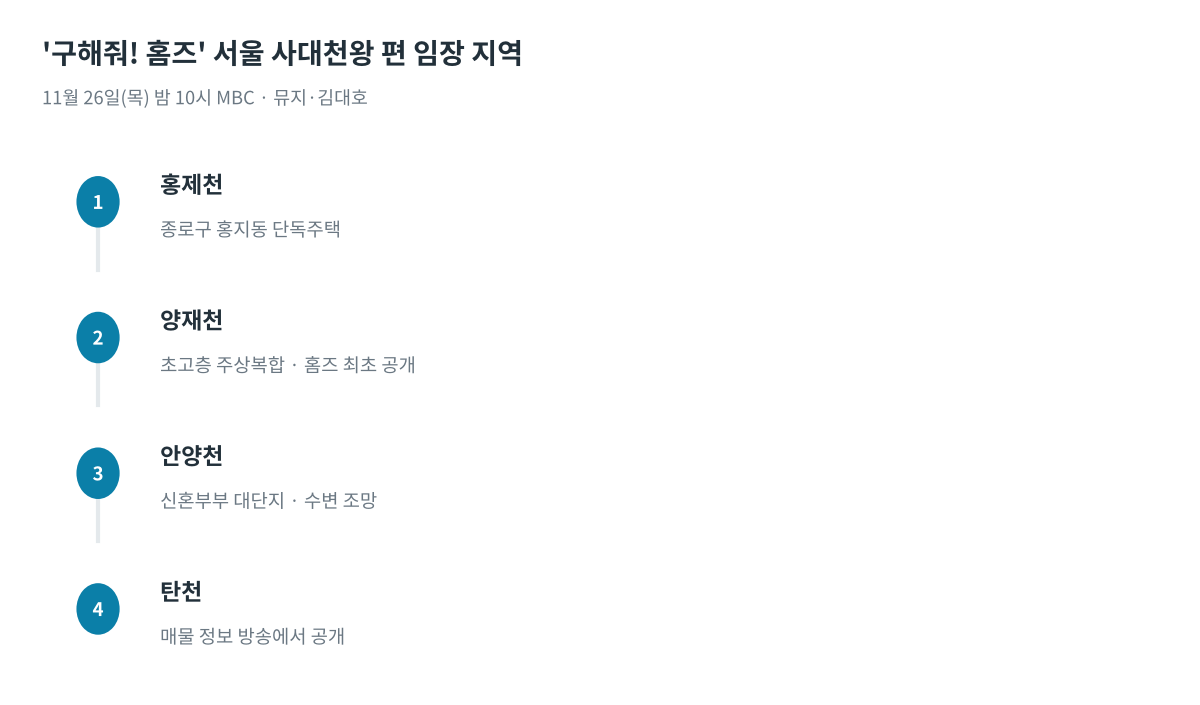 '구해줘! 홈즈' 서울 사대천왕 편 임장 지역
11월 26일(목) 밤 10시 MBC · 뮤지·김대호
1
홍제천
종로구 홍지동 단독주택
2
양재천
초고층 주상복합 · 홈즈 최초 공개
3
안양천
신혼부부 대단지 · 수변 조망
4
탄천
매물 정보 방송에서 공개